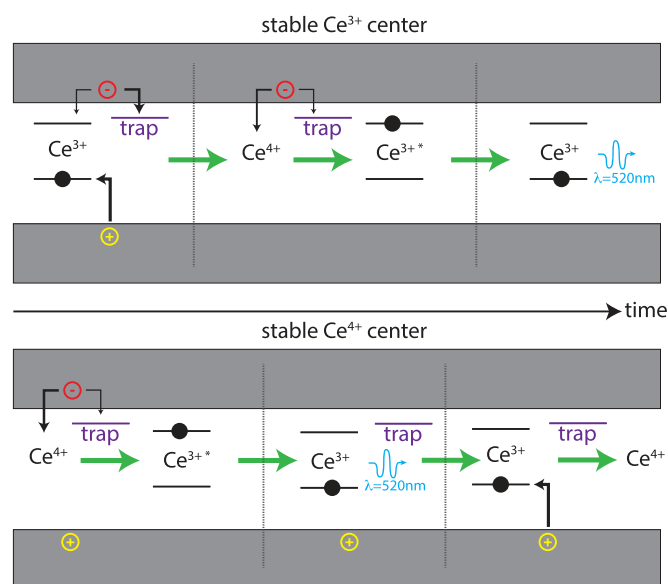 stable Ce³⁺ center
-
-
trap
trap
Ce³⁺
Ce⁴⁺
Ce³⁺*
Ce³⁺
λ=520nm
+
time
stable Ce⁴⁺ center
-
trap
trap
trap
Ce⁴⁺
Ce³⁺*
Ce³⁺
Ce³⁺
Ce⁴⁺
λ=520nm
+
+
+